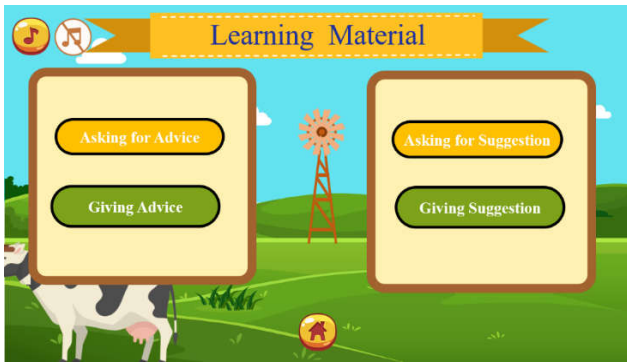 Learning Material
Asking for Advice
Giving Advice
Asking for Suggestion
Giving Suggestion